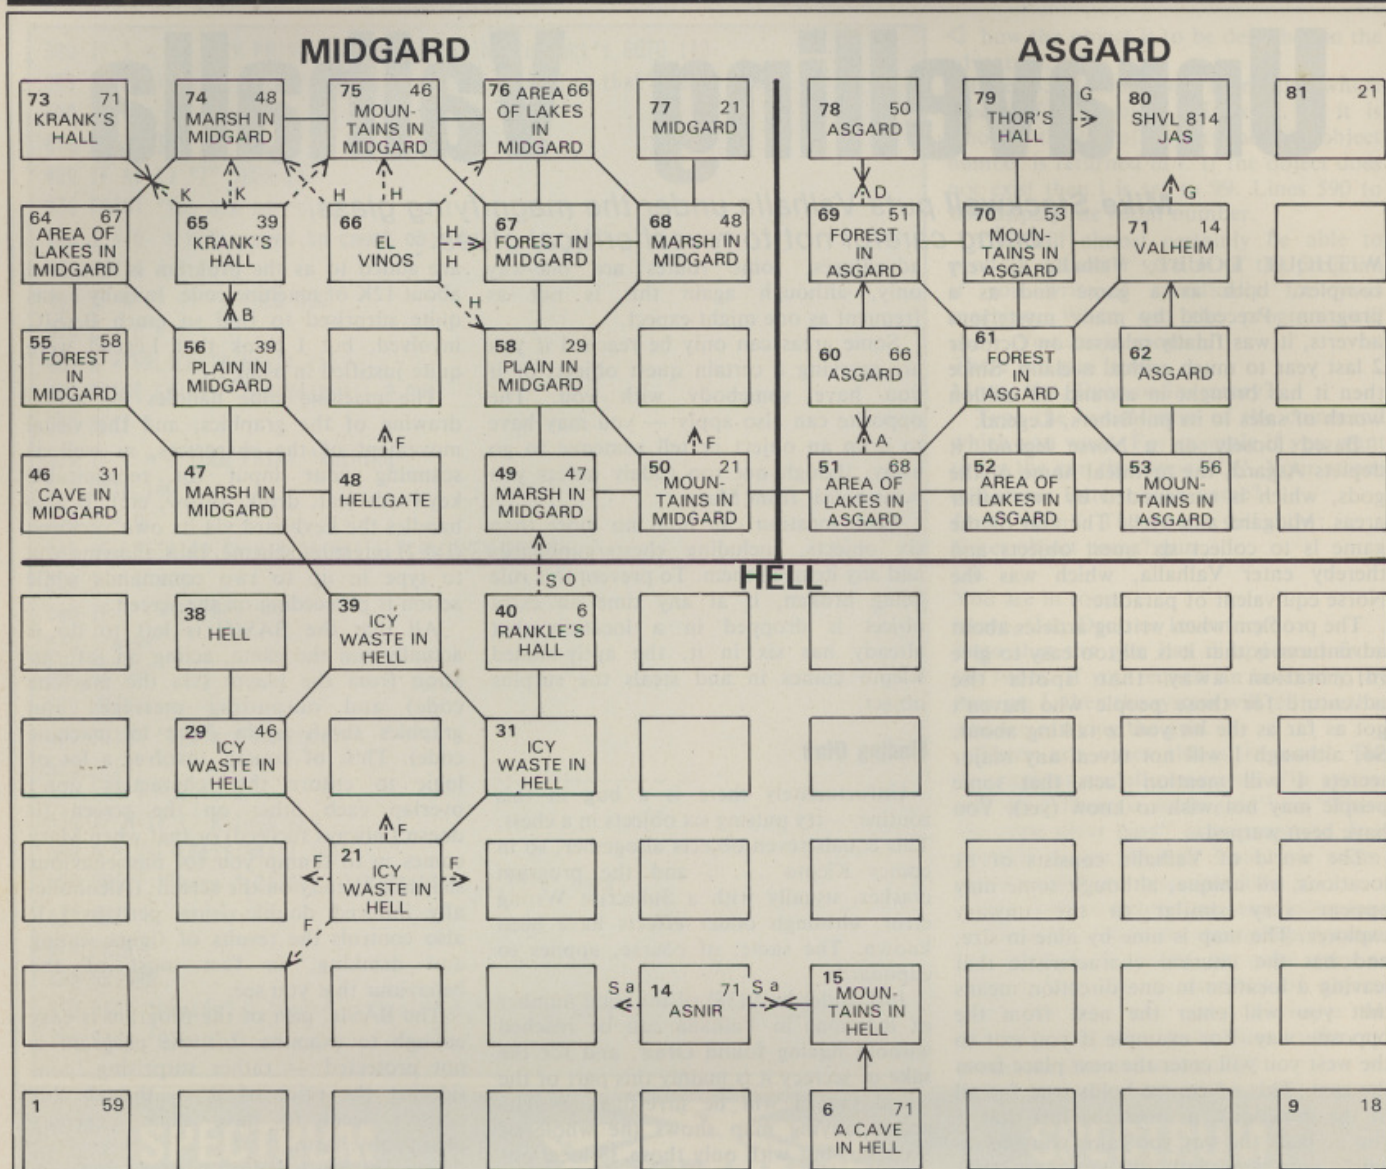 MIDGARD
ASGARD
73 71
KRANK'S
HALL
74 48
MARSH IN
MIDGARD
75 46
MOUN-
TAINS IN
MIDGARD
76 AREA 66
OF LAKES
IN
MIDGARD
77 21
MIDGARD
78 50
ASGARD
79
THOR'S
HALL
G
80
SHVL 814
JAS
81 21
K
K
H
H
D
G
64 67
AREA OF
LAKES IN
MIDGARD
65 39
KRANK'S
HALL
66
EL
VINOS
H
H
67
FOREST IN
MIDGARD
68 48
MARSH IN
MIDGARD
69 51
FOREST
IN
ASGARD
70 53
MOUN-
TAINS IN
ASGARD
71 14
VALHEIM
B
H
55 58
FOREST
IN
MIDGARD
56 39
PLAIN IN
MIDGARD
58 29
PLAIN IN
MIDGARD
60 66
ASGARD
61
FOREST
IN
ASGARD
62
ASGARD
F
F
A
46 31
CAVE IN
MIDGARD
47
MARSH IN
MIDGARD
48
HELLGATE
49 47
MARSH IN
MIDGARD
50 21
MOUN-
TAINS IN
MIDGARD
51 68
AREA OF
LAKES IN
ASGARD
52
AREA OF
LAKES IN
ASGARD
53 56
MOUN-
TAINS IN
ASGARD
HELL
S O
38
HELL
39
ICY
WASTE IN
HELL
40 6
RANKLE'S
HALL
29 46
ICY
WASTE IN
HELL
31
ICY
WASTE IN
HELL
F
F
21
ICY
WASTE IN
HELL
F
F
Sa
14 71
ASNIR
Sa
15
MOUN-
TAINS IN
HELL
1 59
6 71
A CAVE
IN HELL
9 18